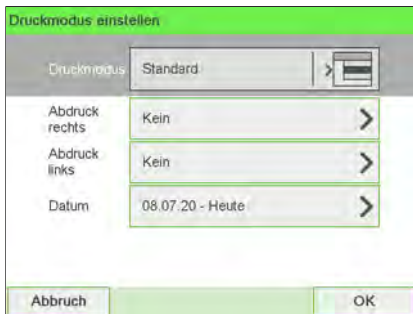 Druckmodus einstellen
Druckmodus Standard
Abdruck rechts Kein
Abdruck links Kein
Datum 08.07.20 - Heute
Abbruch OK